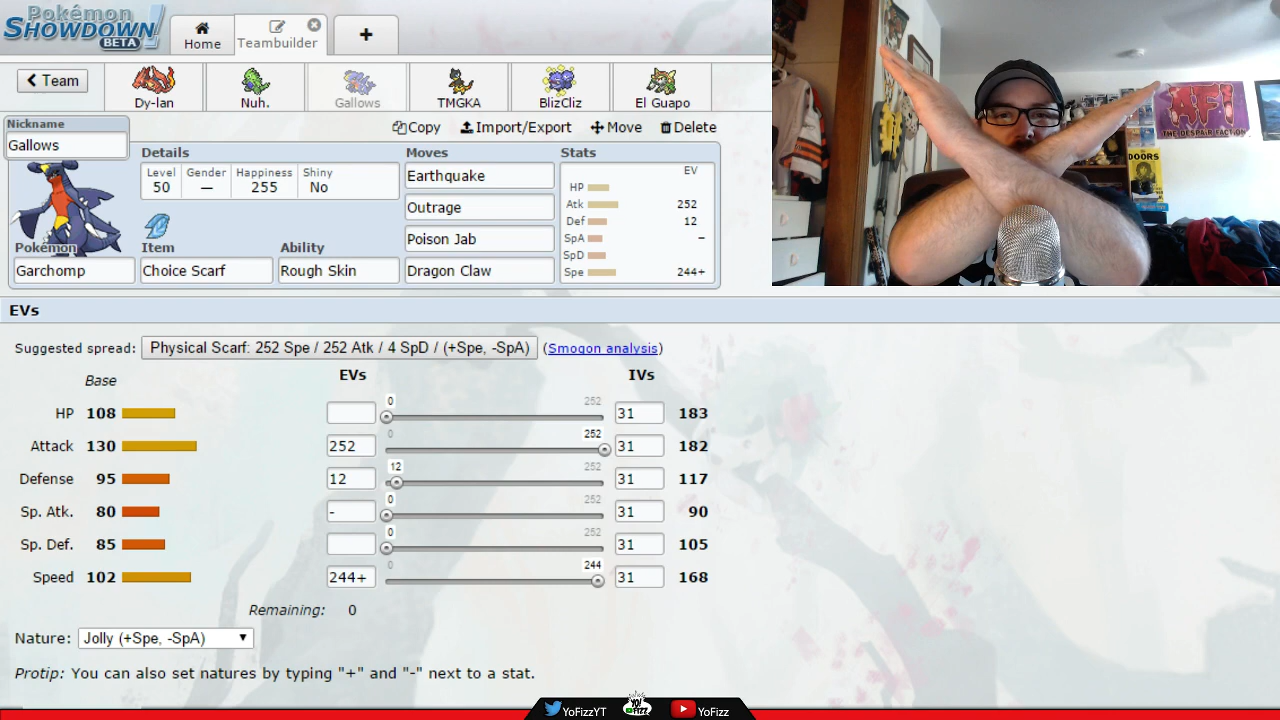 Pokémon
SHOWDOWN!
BETA
Home
Teambuilder
+
Team
Dy-lan
Nuh.
Gallows
TMGKA
BlizCliz
El Guapo
Nickname
Gallows
Copy
Import/Export
Move
Delete
Details
Level
50
Gender
—
Happiness
255
Shiny
No
Pokémon
Garchomp
Item
Choice Scarf
Ability
Rough Skin
Moves
Earthquake
Outrage
Poison Jab
Dragon Claw
Stats
EV
HP
Atk 252
Def 12
SpA –
SpD
Spe 244+
AFI
THE DESPAIR FACTION
DOORS
EVs
Suggested spread: Physical Scarf: 252 Spe / 252 Atk / 4 SpD / (+Spe, -SpA) (Smogon analysis)
Base EVs IVs
HP 108 0 252 31 183
Attack 130 252 0 252 31 182
Defense 95 12 12 252 31 117
Sp. Atk. 80 - 0 252 31 90
Sp. Def. 85 0 252 31 105
Speed 102 244+ 0 244 31 168
Remaining: 0
Nature: Jolly (+Spe, -SpA)
Protip: You can also set natures by typing "+" and "-" next to a stat.
YoFizzYT
YO!
FIZZ
YoFizz